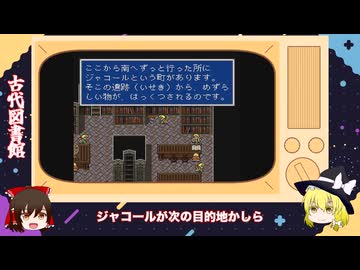 ここから南へずっと行った所に
ジャコールという町があります。
そこの遺跡（いせき）から、めずら
しい物が、はっくつされるのです。
古代図書館
ジャコールが次の目的地かしら